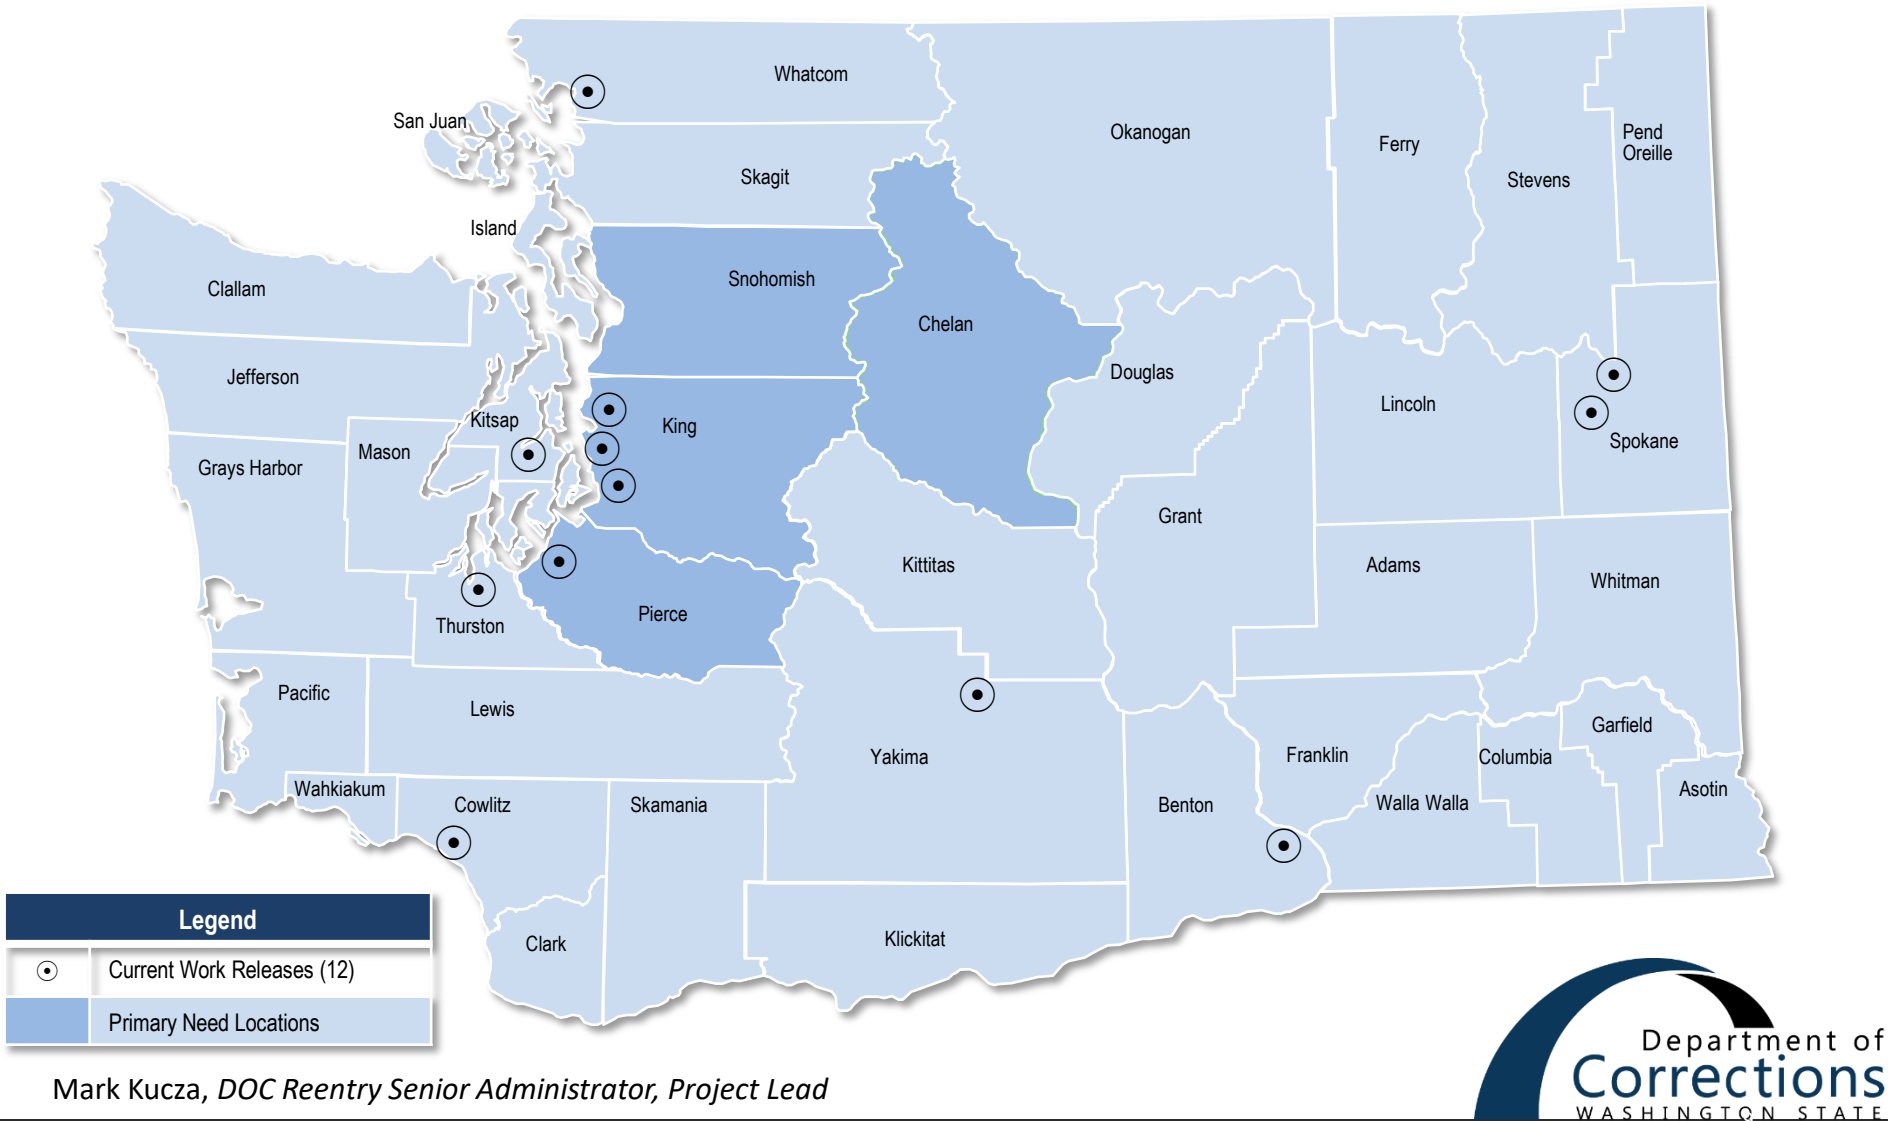 Whatcom
San Juan
Okanogan
Pend
Oreille
Ferry
Skagit
Stevens
Island
Snohomish
Clallam
Chelan
Douglas
Jefferson
Lincoln
Kitsap
King
Spokane
Mason
Grays Harbor
Grant
Kittitas
Adams
Whitman
Pierce
Thurston
Pacific
Lewis
Garfield
Yakima
Franklin
Columbia
Wahkiakum
Asotin
Cowlitz
Skamania
Benton
Walla Walla
Clark
Klickitat
Legend
Current Work Releases (12)
Primary Need Locations
Mark Kucza, DOC Reentry Senior Administrator, Project Lead
Department of
Corrections
WASHINGTON STATE